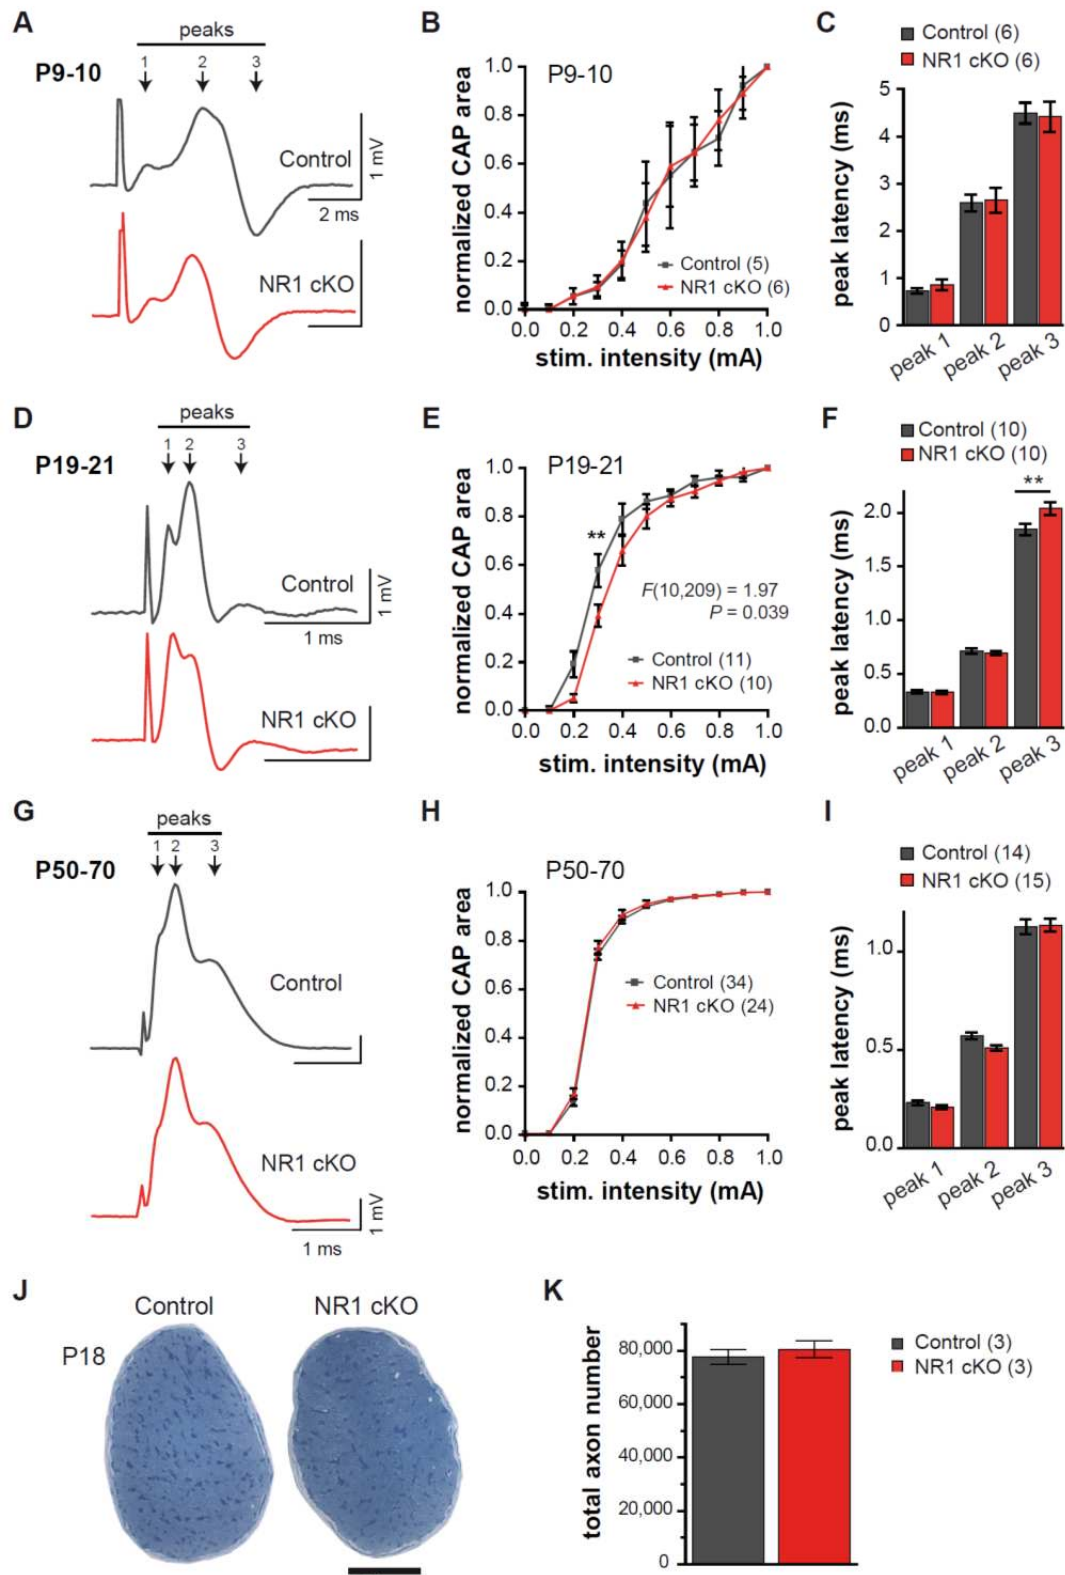 A
peaks
P9-10
1 2 3
Control
1 mV
2 ms
NR1 cKO
B
P9-10
normalized CAP area
1.0
0.8
0.6
0.4
0.2
0.0
Control (5)
NR1 cKO (6)
0.0 0.2 0.4 0.6 0.8 1.0
stim. intensity (mA)
C
Control (6)
NR1 cKO (6)
peak latency (ms)
5
4
3
2
1
0
peak 1 peak 2 peak 3
D
peaks
P19-21
1 2 3
Control
1 mV
1 ms
NR1 cKO
E
P19-21
normalized CAP area
1.0
0.8
0.6
0.4
0.2
0.0
**
F(10,209) = 1.97
P = 0.039
Control (11)
NR1 cKO (10)
0.0 0.2 0.4 0.6 0.8 1.0
stim. intensity (mA)
F
Control (10)
NR1 cKO (10)
**
peak latency (ms)
2.0
1.5
1.0
0.5
0.0
peak 1 peak 2 peak 3
G
peaks
P50-70
1 2 3
Control
NR1 cKO
1 mV
1 ms
H
P50-70
normalized CAP area
1.0
0.8
0.6
0.4
0.2
0.0
Control (34)
NR1 cKO (24)
0.0 0.2 0.4 0.6 0.8 1.0
stim. intensity (mA)
I
Control (14)
NR1 cKO (15)
peak latency (ms)
1.0
0.5
0.0
peak 1 peak 2 peak 3
J
Control NR1 cKO
P18
K
total axon number
80,000
60,000
40,000
20,000
0
Control (3)
NR1 cKO (3)